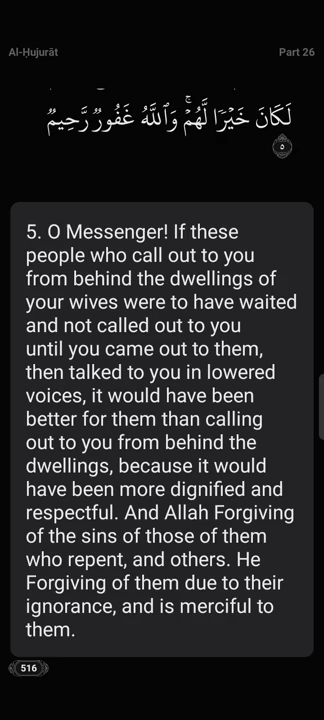 Al-Ḥujurāt
Part 26
لَكَانَ خَيۡرٗا لَّهُمۡۚ وَٱللَّهُ غَفُورٞ رَّحِيمٞ
٥
5. O Messenger! If these
people who call out to you
from behind the dwellings of
your wives were to have waited
and not called out to you
until you came out to them,
then talked to you in lowered
voices, it would have been
better for them than calling
out to you from behind the
dwellings, because it would
have been more dignified and
respectful. And Allah Forgiving
of the sins of those of them
who repent, and others. He
Forgiving of them due to their
ignorance, and is merciful to
them.
516